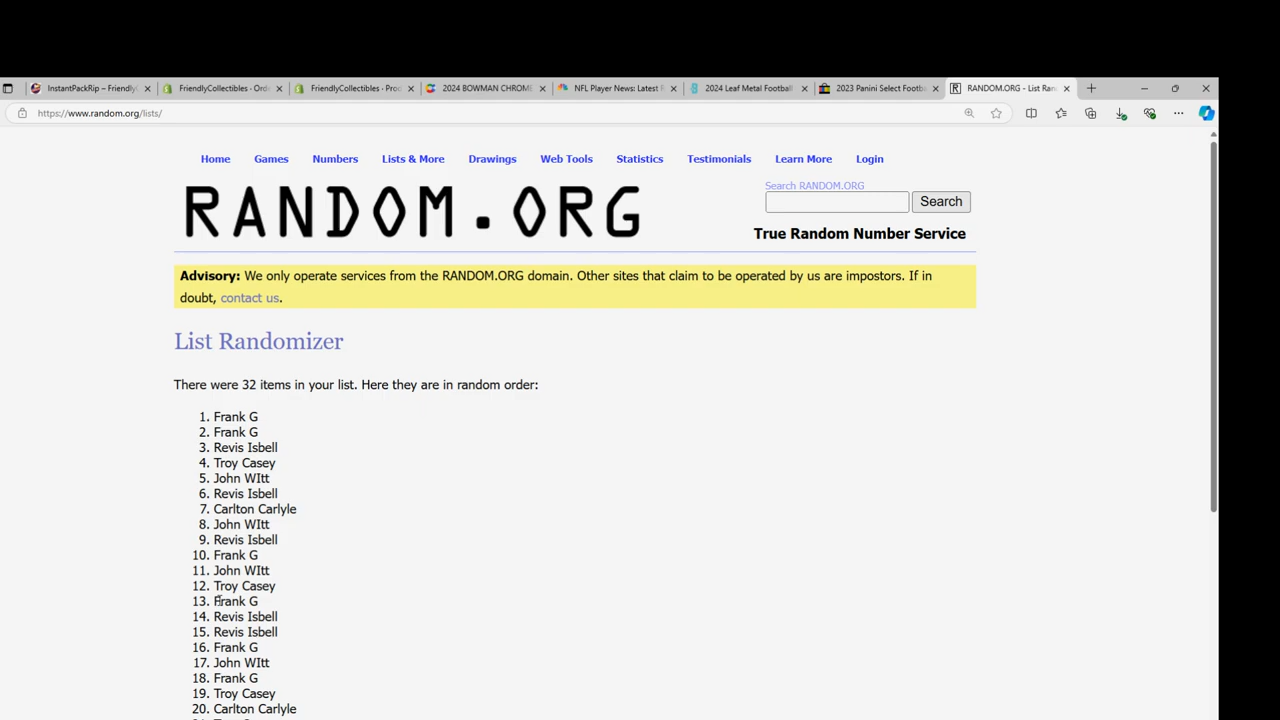 InstantPackRip – Friendly
FriendlyCollectibles · Ord
FriendlyCollectibles · Prod
2024 BOWMAN CHROM
NFL Player News: Latest R
2024 Leaf Metal Football
2023 Panini Select Footb
RANDOM.ORG - List Ran
https://www.random.org/lists/
Home Games Numbers Lists & More Drawings Web Tools Statistics Testimonials Learn More Login
RANDOM.ORG
Search RANDOM.ORG
Search
True Random Number Service
Advisory: We only operate services from the RANDOM.ORG domain. Other sites that claim to be operated by us are impostors. If in
doubt, contact us.
List Randomizer
There were 32 items in your list. Here they are in random order:
1. Frank G
2. Frank G
3. Revis Isbell
4. Troy Casey
5. John WItt
6. Revis Isbell
7. Carlton Carlyle
8. John WItt
9. Revis Isbell
10. Frank G
11. John WItt
12. Troy Casey
13. Frank G
14. Revis Isbell
15. Revis Isbell
16. Frank G
17. John WItt
18. Frank G
19. Troy Casey
20. Carlton Carlyle